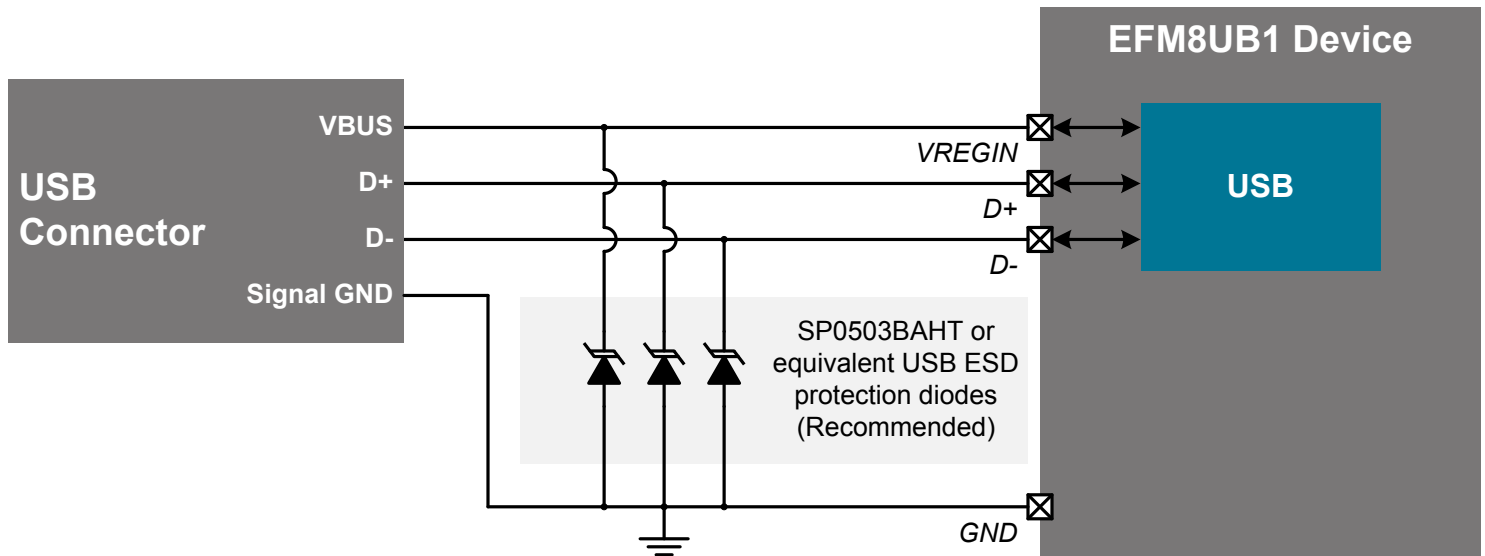 EFM8UB1 Device
USB
Connector
VBUS
D+
D-
Signal GND
VREGIN
D+
D-
USB
SP0503BAHT or
equivalent USB ESD
protection diodes
(Recommended)
GND